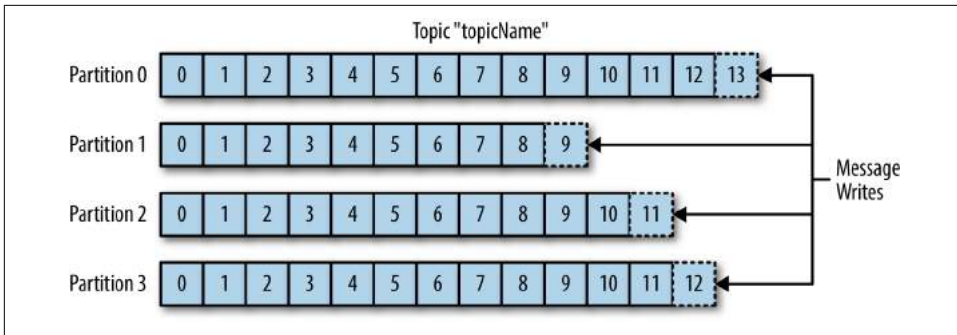 Topic "topicName"
Partition 0 0 1 2 3 4 5 6 7 8 9 10 11 12 13
Partition 1 0 1 2 3 4 5 6 7 8 9
Message
Writes
Partition 2 0 1 2 3 4 5 6 7 8 9 10 11
Partition 3 0 1 2 3 4 5 6 7 8 9 10 11 12